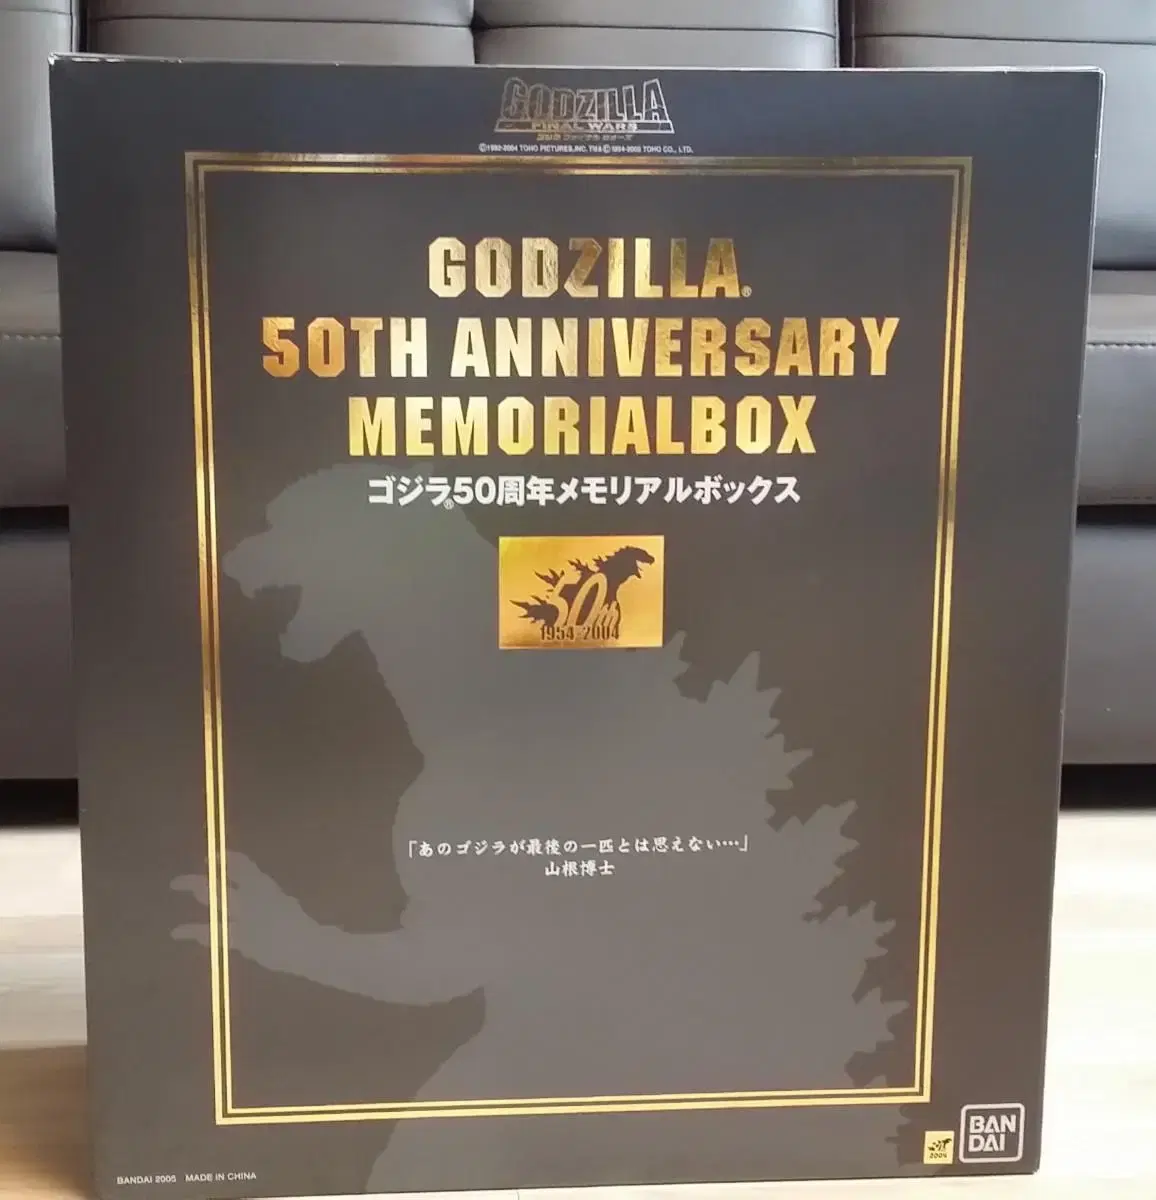 GODZILLA
FINAL WARS
ゴジラ ファイナル ウォーズ
©1992-2004 TOHO PICTURES,INC. TM&©1954-2005 TOHO CO., LTD.
GODZILLA®
50TH ANNIVERSARY
MEMORIALBOX
ゴジラ®50周年メモリアルボックス
50th
1954-2004
「あのゴジラが最後の一匹とは思えない…」
山根博士
BAN
DAI
2004
BANDAI 2005 MADE IN CHINA